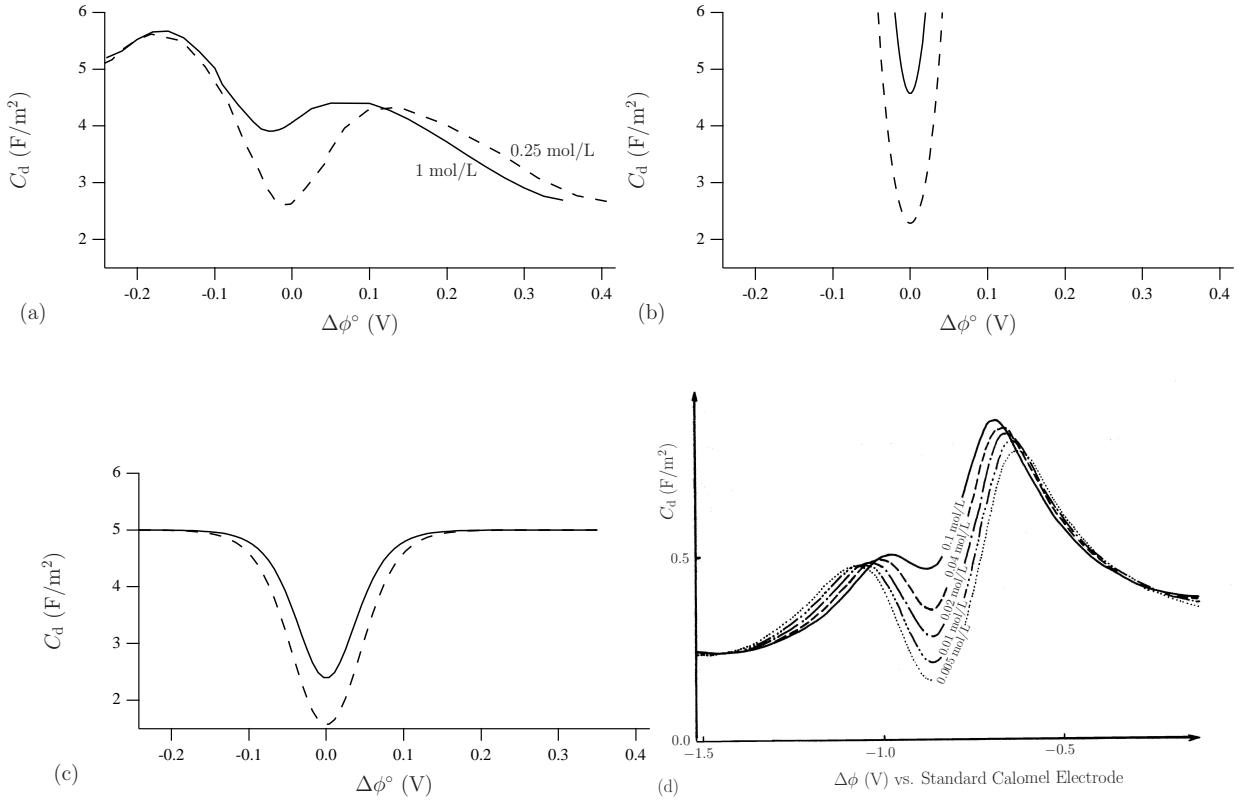 6
5
4
3
2
C_d (F/m²)
0.25 mol/L
1 mol/L
-0.2 -0.1 0.0 0.1 0.2 0.3 0.4
(a)
Δϕ° (V)
6
5
4
3
2
C_d (F/m²)
-0.2 -0.1 0.0 0.1 0.2 0.3 0.4
(b)
Δϕ° (V)
6
5
4
3
2
C_d (F/m²)
-0.2 -0.1 0.0 0.1 0.2 0.3 0.4
(c)
Δϕ° (V)
C_d (F/m²)
0.5
0.0
0.1 mol/L
0.04 mol/L
0.02 mol/L
0.01 mol/L
0.005 mol/L
−1.5 −1.0 −0.5
(d)
Δϕ (V) vs. Standard Calomel Electrode